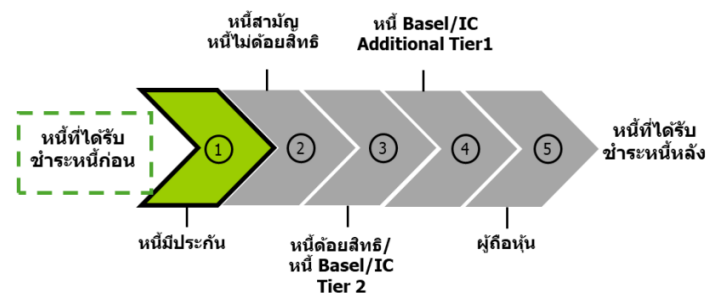 หนี้สามัญ
หนี้ไม่ด้อยสิทธิ
หนี้ Basel/IC
Additional Tier1
หนี้ที่ได้รับ
ชำระหนี้ก่อน
1
2
3
4
5
หนี้ที่ได้รับ
ชำระหนี้หลัง
หนี้มีประกัน
หนี้ด้อยสิทธิ/
หนี้ Basel/IC
Tier 2
ผู้ถือหุ้น